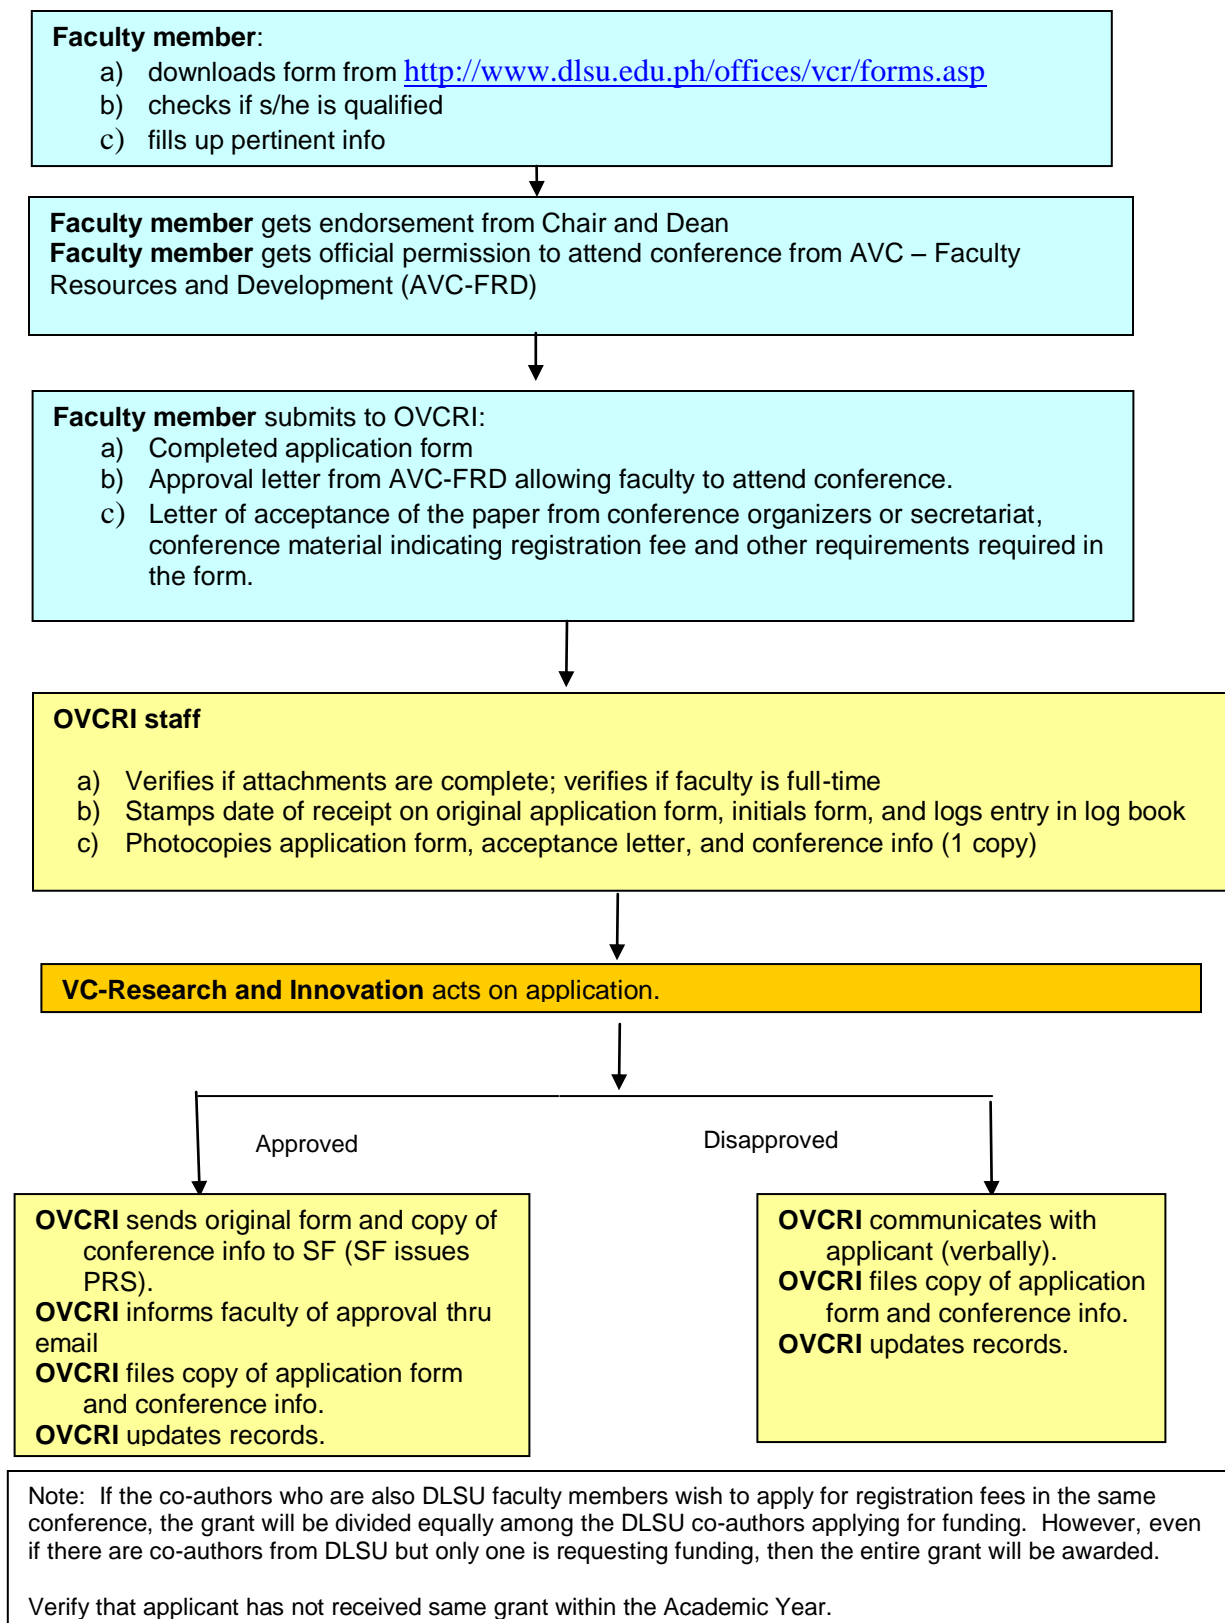 Faculty member:
a) downloads form from http://www.dlsu.edu.ph/offices/vcr/forms.asp
b) checks if s/he is qualified
c) fills up pertinent info
Faculty member gets endorsement from Chair and Dean
Faculty member gets official permission to attend conference from AVC – Faculty
Resources and Development (AVC-FRD)
Faculty member submits to OVCRI:
a) Completed application form
b) Approval letter from AVC-FRD allowing faculty to attend conference.
c) Letter of acceptance of the paper from conference organizers or secretariat,
conference material indicating registration fee and other requirements required in
the form.
OVCRI staff
a) Verifies if attachments are complete; verifies if faculty is full-time
b) Stamps date of receipt on original application form, initials form, and logs entry in log book
c) Photocopies application form, acceptance letter, and conference info (1 copy)
VC-Research and Innovation acts on application.
Approved
Disapproved
OVCRI sends original form and copy of
conference info to SF (SF issues
PRS).
OVCRI informs faculty of approval thru
email
OVCRI files copy of application form
and conference info.
OVCRI updates records.
OVCRI communicates with
applicant (verbally).
OVCRI files copy of application
form and conference info.
OVCRI updates records.
Note: If the co-authors who are also DLSU faculty members wish to apply for registration fees in the same
conference, the grant will be divided equally among the DLSU co-authors applying for funding. However, even
if there are co-authors from DLSU but only one is requesting funding, then the entire grant will be awarded.
Verify that applicant has not received same grant within the Academic Year.